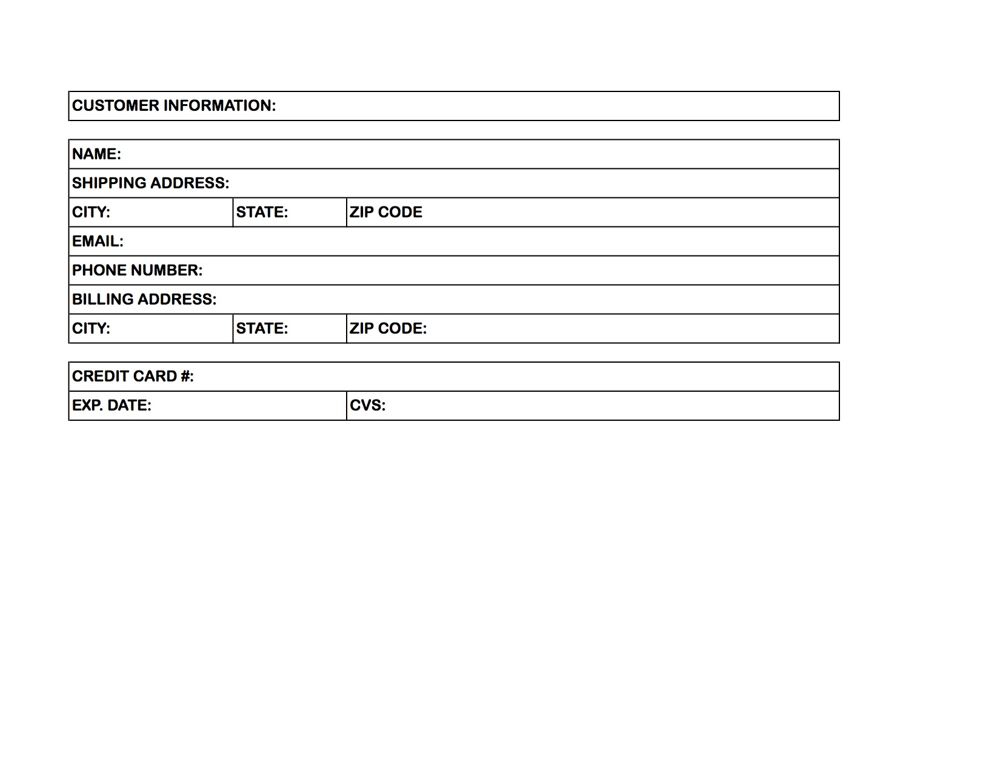 CUSTOMER INFORMATION:
NAME:
SHIPPING ADDRESS:
CITY: STATE: ZIP CODE
EMAIL:
PHONE NUMBER:
BILLING ADDRESS:
CITY: STATE: ZIP CODE:
CREDIT CARD #:
EXP. DATE: CVS: